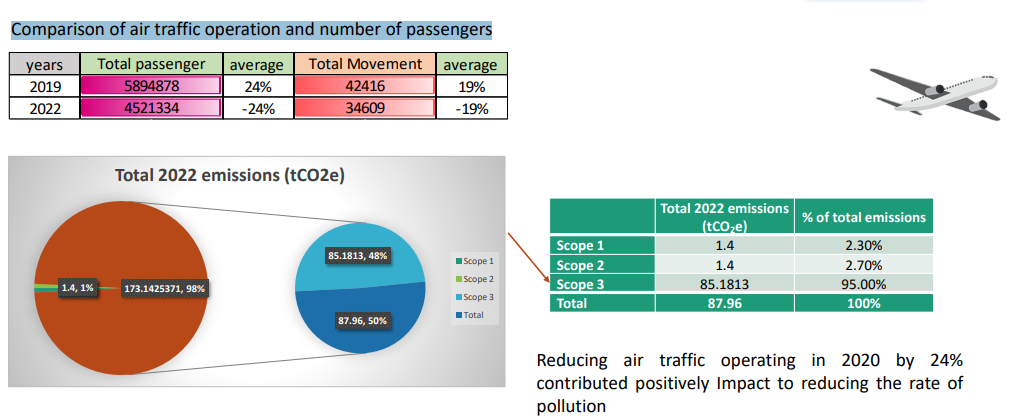 Comparison of air traffic operation and number of passengers
years Total passenger average Total Movement average
2019 5894878 24% 42416 19%
2022 4521334 -24% 34609 -19%
Total 2022 emissions (tCO2e)
1.4, 1%
173.1425371, 98%
85.1813, 48%
87.96, 50%
Scope 1
Scope 2
Scope 3
Total
Total 2022 emissions (tCO₂e) % of total emissions
Scope 1 1.4 2.30%
Scope 2 1.4 2.70%
Scope 3 85.1813 95.00%
Total 87.96 100%
Reducing air traffic operating in 2020 by 24%
contributed positively Impact to reducing the rate of
pollution